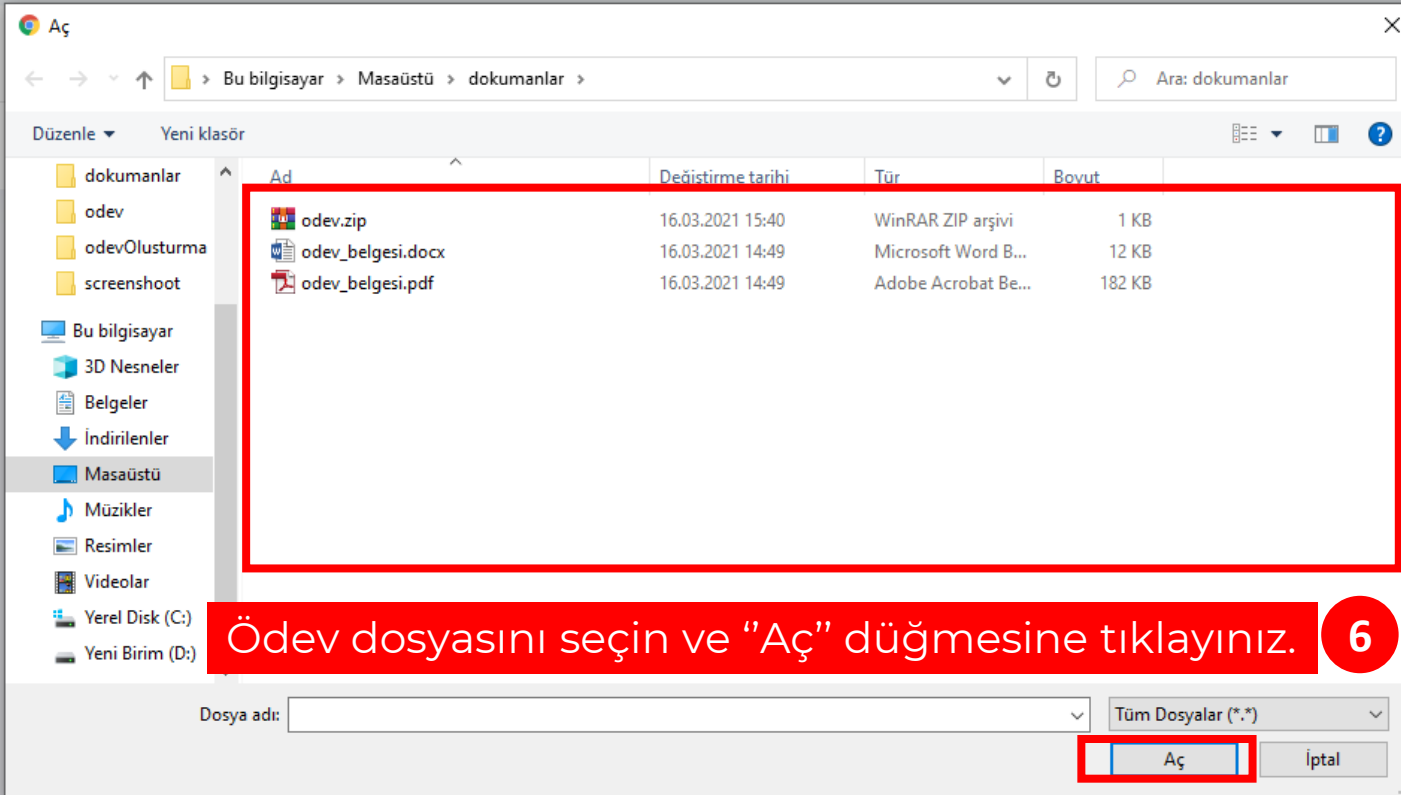 Aç
Bu bilgisayar > Masaüstü > dokumanlar >
Ara: dokumanlar
Düzenle
Yeni klasör
dokumanlar
odev
odevOlusturma
screenshoot
Bu bilgisayar
3D Nesneler
Belgeler
İndirilenler
Masaüstü
Müzikler
Resimler
Videolar
Yerel Disk (C:)
Yeni Birim (D:)
Ad Değiştirme tarihi Tür Boyut
odev.zip 16.03.2021 15:40 WinRAR ZIP arşivi 1 KB
odev_belgesi.docx 16.03.2021 14:49 Microsoft Word B... 12 KB
odev_belgesi.pdf 16.03.2021 14:49 Adobe Acrobat Be... 182 KB
Ödev dosyasını seçin ve “Aç” düğmesine tıklayınız. 6
Dosya adı:
Tüm Dosyalar (*.*)
Aç
İptal